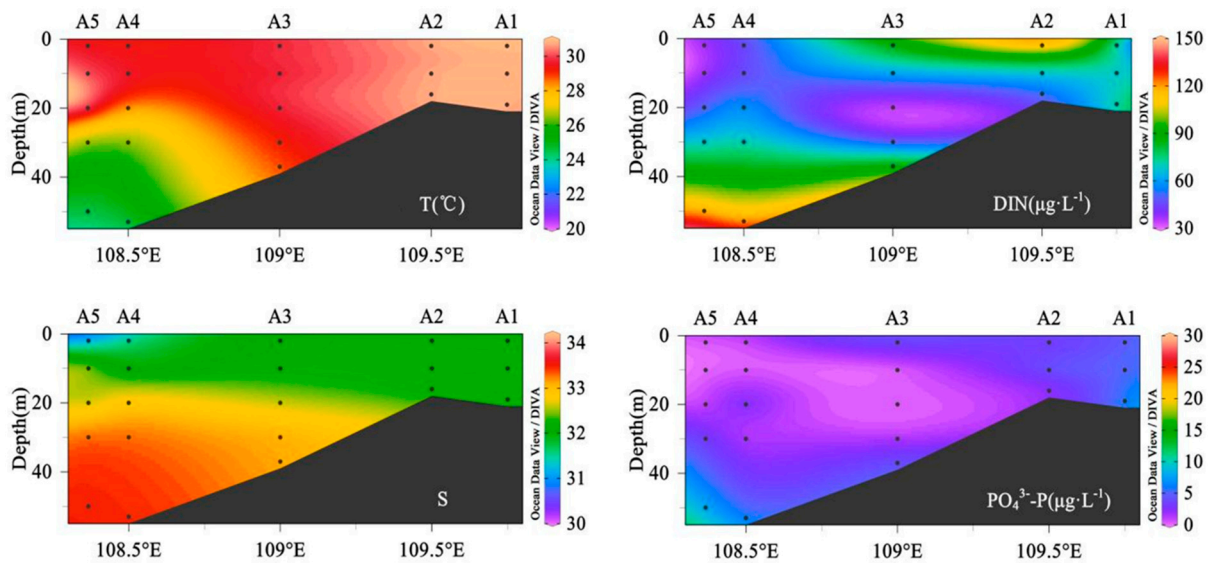 A5 A4 A3 A2 A1
0
20
40
Depth(m)
T(℃)
30
28
26
24
22
20
Ocean Data View / DIVA
108.5°E 109°E 109.5°E
A5 A4 A3 A2 A1
0
20
40
Depth(m)
DIN(μg·L⁻¹)
150
120
90
60
30
Ocean Data View / DIVA
108.5°E 109°E 109.5°E
A5 A4 A3 A2 A1
0
20
40
Depth(m)
S
34
33
32
31
30
Ocean Data View / DIVA
108.5°E 109°E 109.5°E
A5 A4 A3 A2 A1
0
20
40
Depth(m)
PO₄³⁻-P(μg·L⁻¹)
30
25
20
15
10
5
0
Ocean Data View / DIVA
108.5°E 109°E 109.5°E